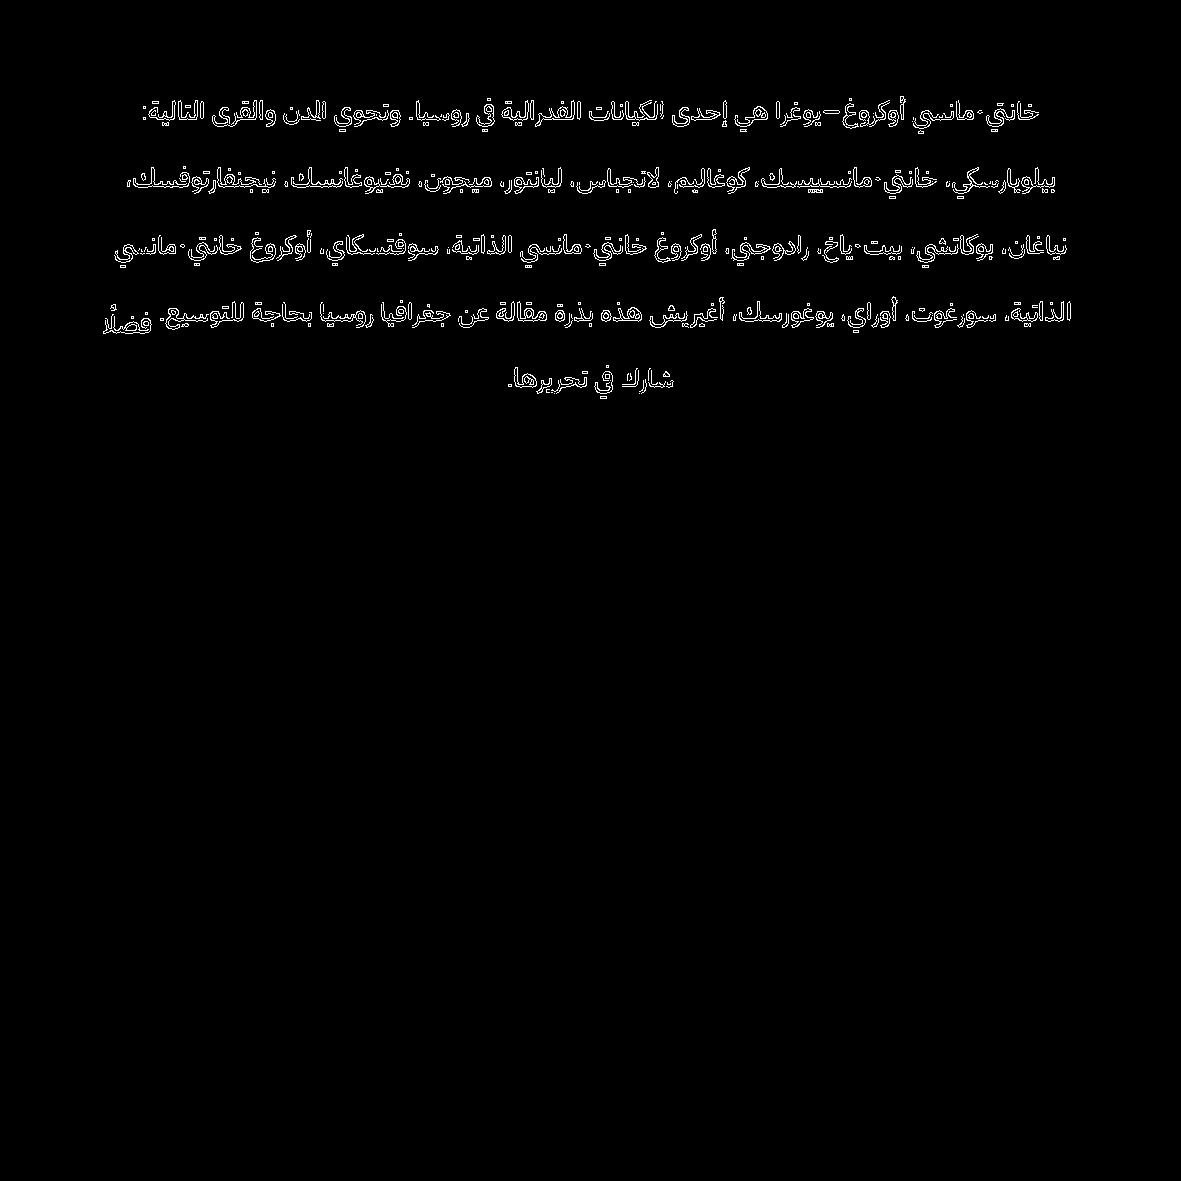 خانتي-مانسي أوكروغ–يوغرا هي إحدى الكيانات الفدرالية في روسيا. وتحوي المدن والقرى التالية:
بيلويارسكي، خانتي-مانسييسك، كوغاليم، لانجباس، ليانتور، ميجون، نفتيوغانسك، نيجنفارتوفسك،
نياغان، بوكاتشي، بيت-ياخ، رادوجني، أوكروغ خانتي-مانسي الذاتية، سوفتسكاي، أوكروغ خانتي-مانسي
الذاتية، سورغوت، أوراي، يوغورسك، أغيريش هذه بذرة مقالة عن جغرافيا روسيا بحاجة للتوسيع. فضلًا
شارك في تحريرها.